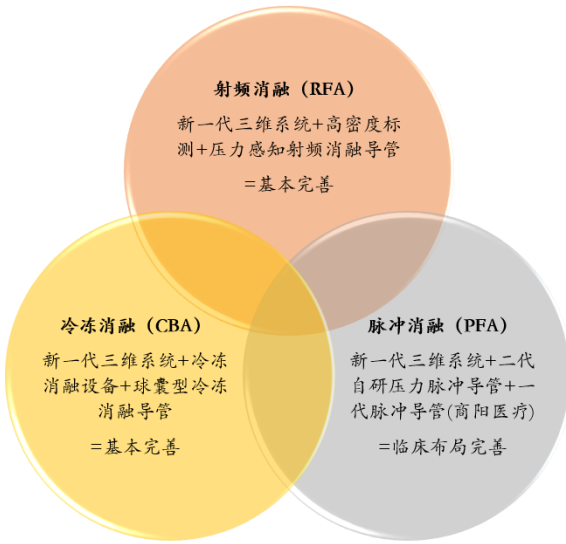 射频消融（RFA）
新一代三维系统+高密度标
测+压力感知射频消融导管
=基本完善
冷冻消融（CBA）
新一代三维系统+冷冻
消融设备+球囊型冷冻
消融导管
=基本完善
脉冲消融（PFA）
新一代三维系统+二代
自研压力脉冲导管+一
代脉冲导管(商阳医疗)
=临床布局完善